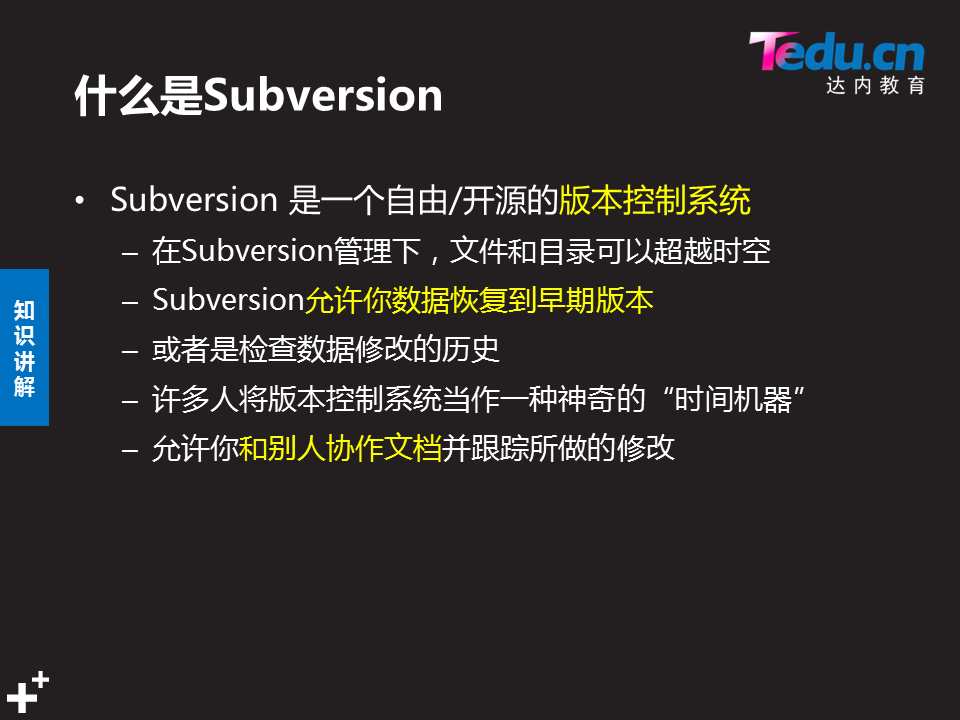 Tedu.cn
达内教育
什么是Subversion
• Subversion 是一个自由/开源的版本控制系统
– 在Subversion管理下，文件和目录可以超越时空
– Subversion允许你数据恢复到早期版本
– 或者是检查数据修改的历史
– 许多人将版本控制系统当作一种神奇的“时间机器”
– 允许你和别人协作文档并跟踪所做的修改
知识讲解